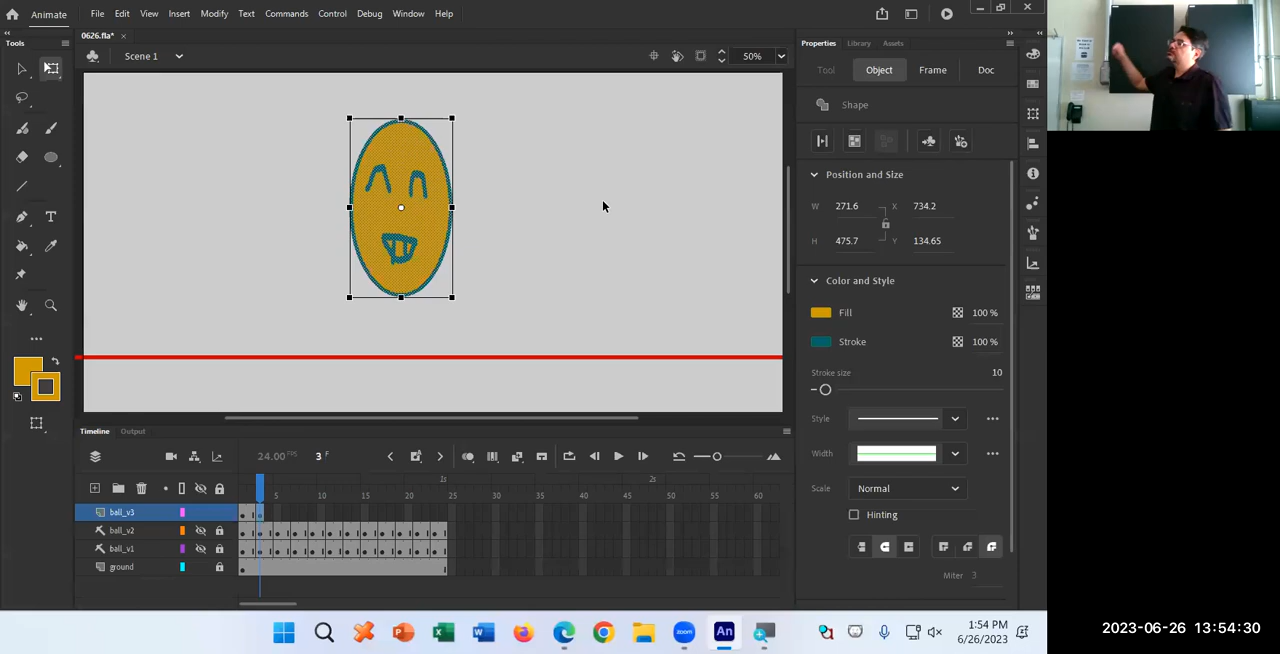 Animate
File
Edit
View
Insert
Modify
Text
Commands
Control
Debug
Window
Help
0626.fla*
Tools
Scene 1
50%
Properties
Library
Assets
Tool
Object
Frame
Doc
Shape
Position and Size
W 271.6 X 734.2
H 475.7 Y 134.65
Color and Style
Fill 100 %
Stroke 100 %
Stroke size 10
Style
Width
Scale Normal
Hinting
Miter 3
Timeline
Output
24.00 FPS 3 F
1s 2s
5 10 15 20 25 30 35 40 45 50 55 60
ball_v3
ball_v2
ball_v1
ground
zoom
An
1:54 PM
6/26/2023
2023-06-26 13:54:30